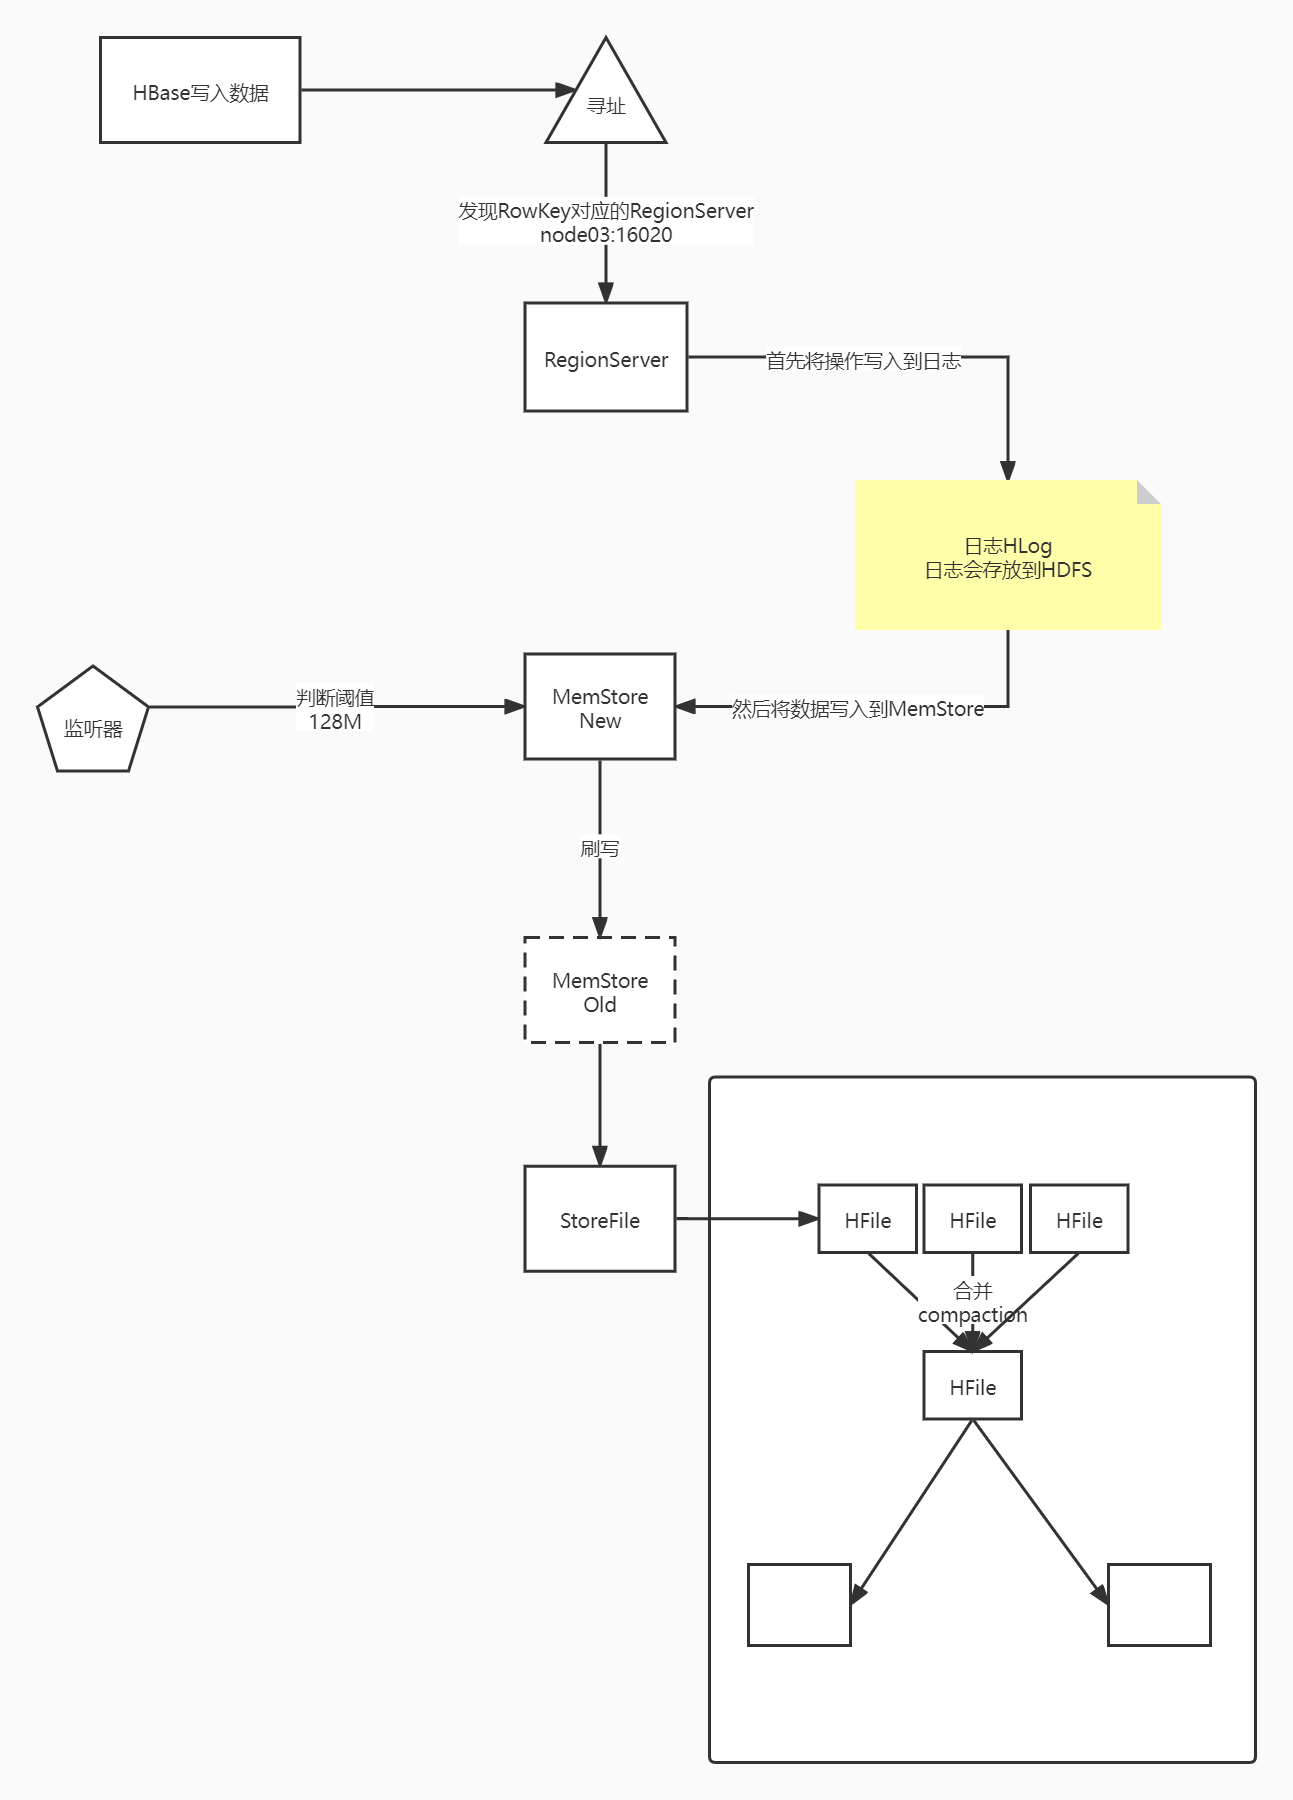 HBase写入数据
寻址
发现RowKey对应的RegionServer
node03:16020
RegionServer
首先将操作写入到日志
日志HLog
日志会存放到HDFS
监听器
判断阈值
128M
MemStore
New
然后将数据写入到MemStore
刷写
MemStore
Old
StoreFile
HFile
HFile
HFile
合并
compaction
HFile